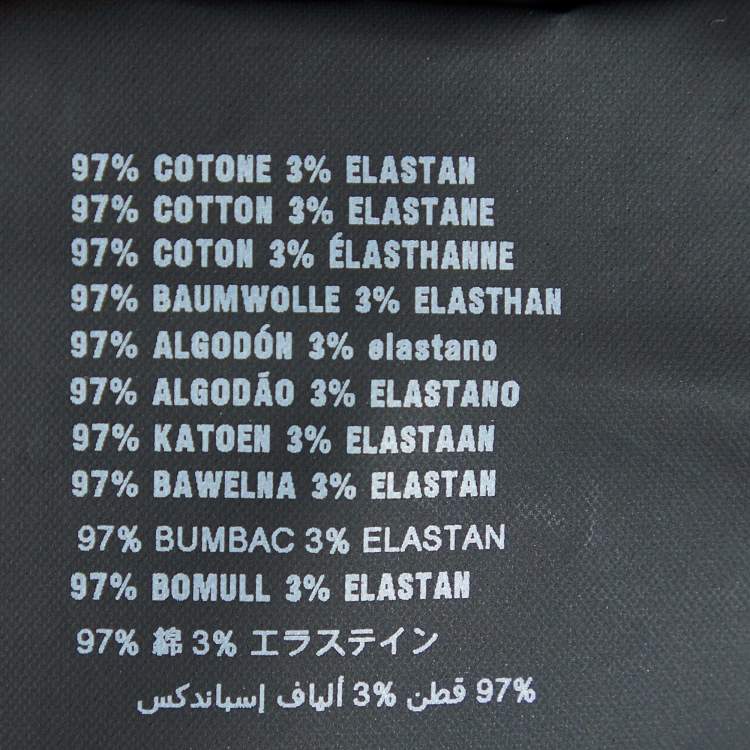 97% COTONE 3% ELASTAN
97% COTTON 3% ELASTANE
97% COTON 3% ÉLASTHANNE
97% BAUMWOLLE 3% ELASTHAN
97% ALGODÓN 3% elastano
97% ALGODÃO 3% ELASTANO
97% KATOEN 3% ELASTAAN
97% BAWELNA 3% ELASTAN
97% BUMBAC 3% ELASTAN
97% BOMULL 3% ELASTAN
97% 綿 3% エラステイン
97% قطن 3% ألياف إسباندكس